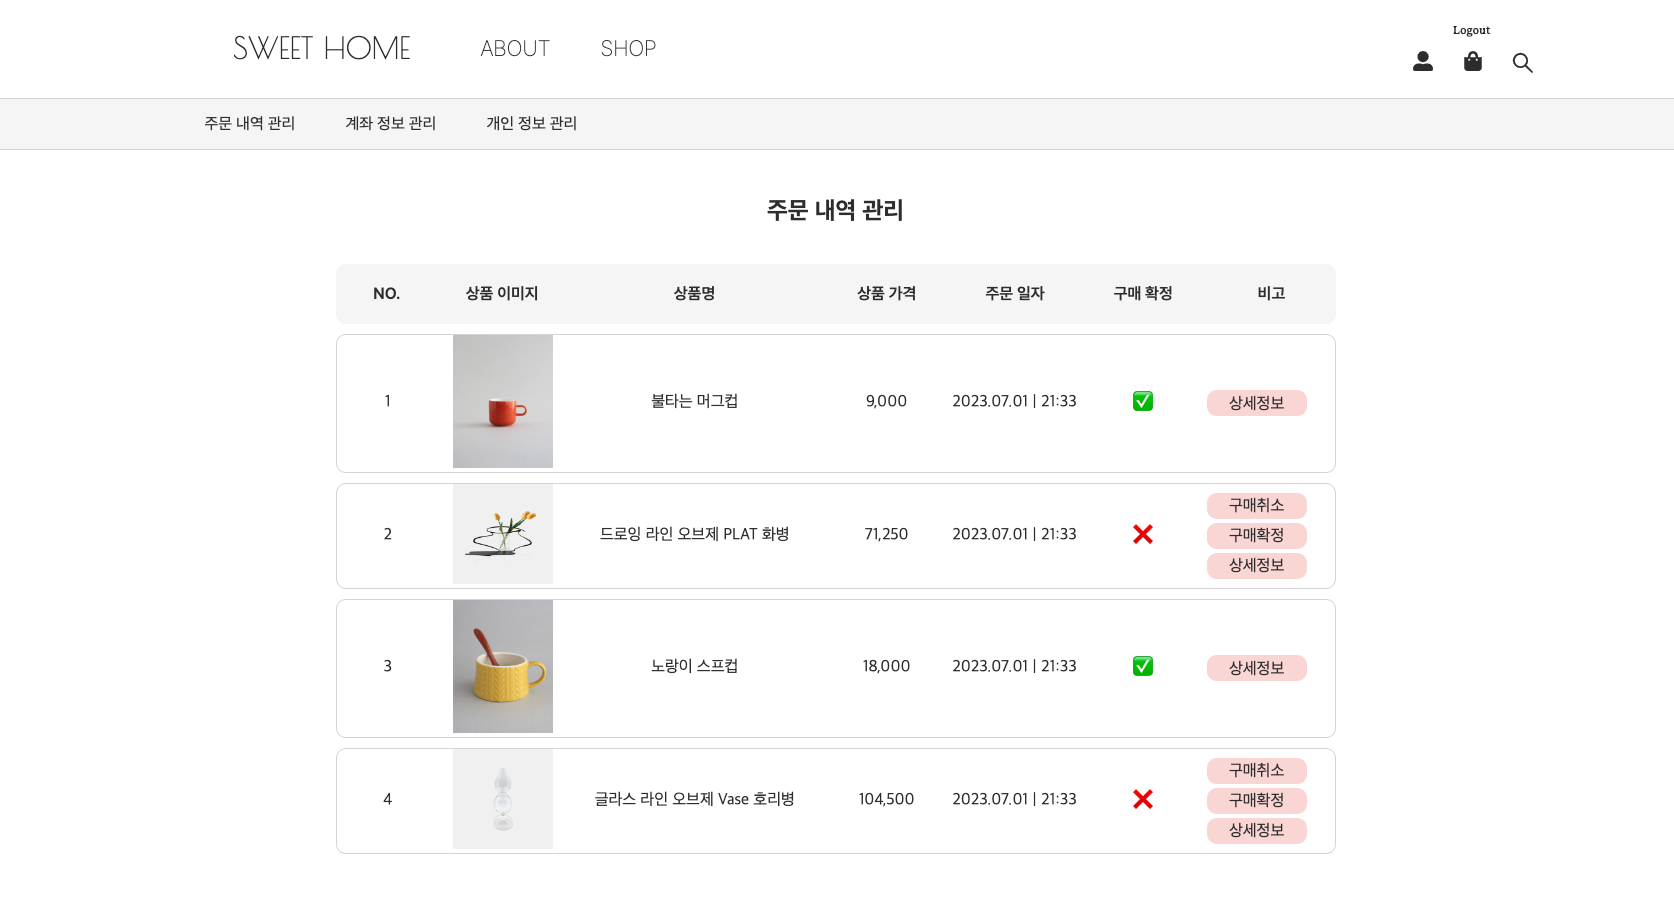 Logout
SWEET HOME ABOUT SHOP
주문 내역 관리 계좌 정보 관리 개인 정보 관리
주문 내역 관리
NO. 상품 이미지 상품명 상품 가격 주문 일자 구매 확정 비고
1 불타는 머그컵 9,000 2023.07.01 | 21:33 상세정보
구매취소
2 드로잉 라인 오브제 PLAT 화병 71,250 2023.07.01 | 21:33 구매확정
상세정보
3 노랑이 스프컵 18,000 2023.07.01 | 21:33 상세정보
구매취소
4 글라스 라인 오브제 Vase 호리병 104,500 2023.07.01 | 21:33 구매확정
상세정보